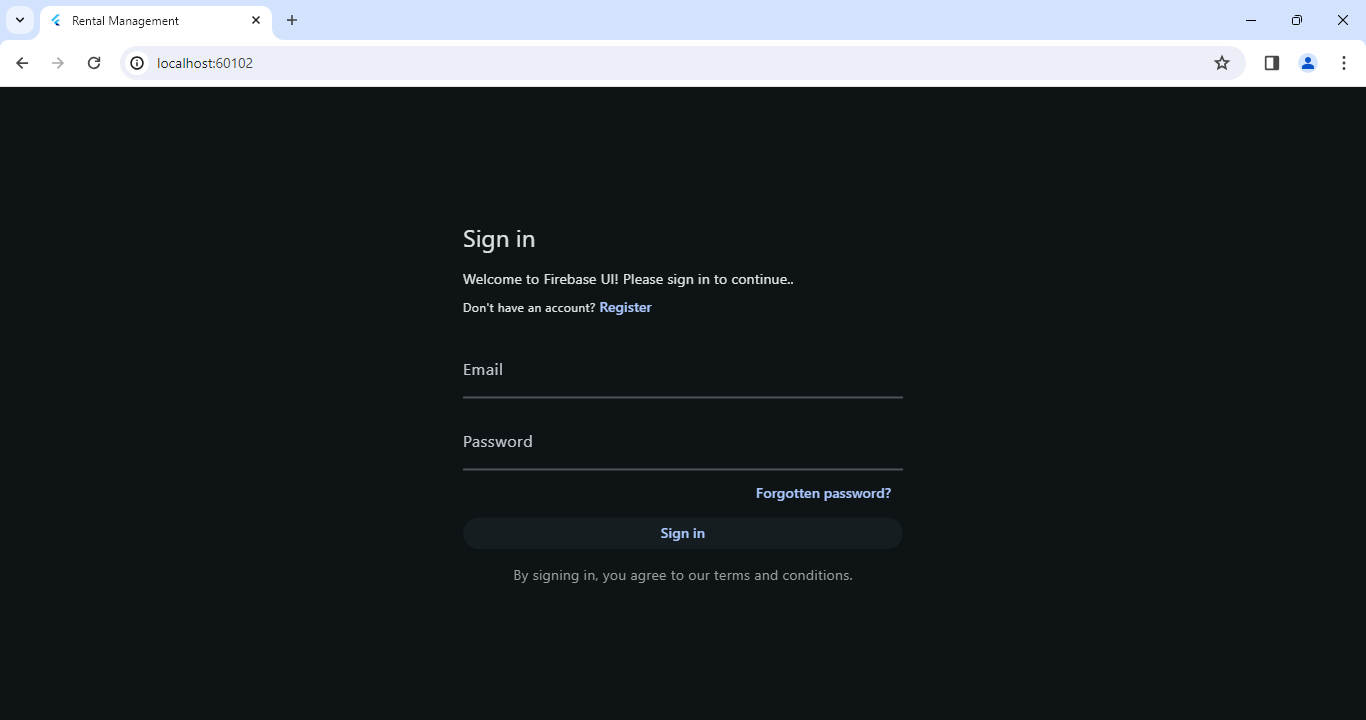 Rental Management
localhost:60102
Sign in
Welcome to Firebase UI! Please sign in to continue..
Don't have an account? Register
Email
Password
Forgotten password?
Sign in
By signing in, you agree to our terms and conditions.